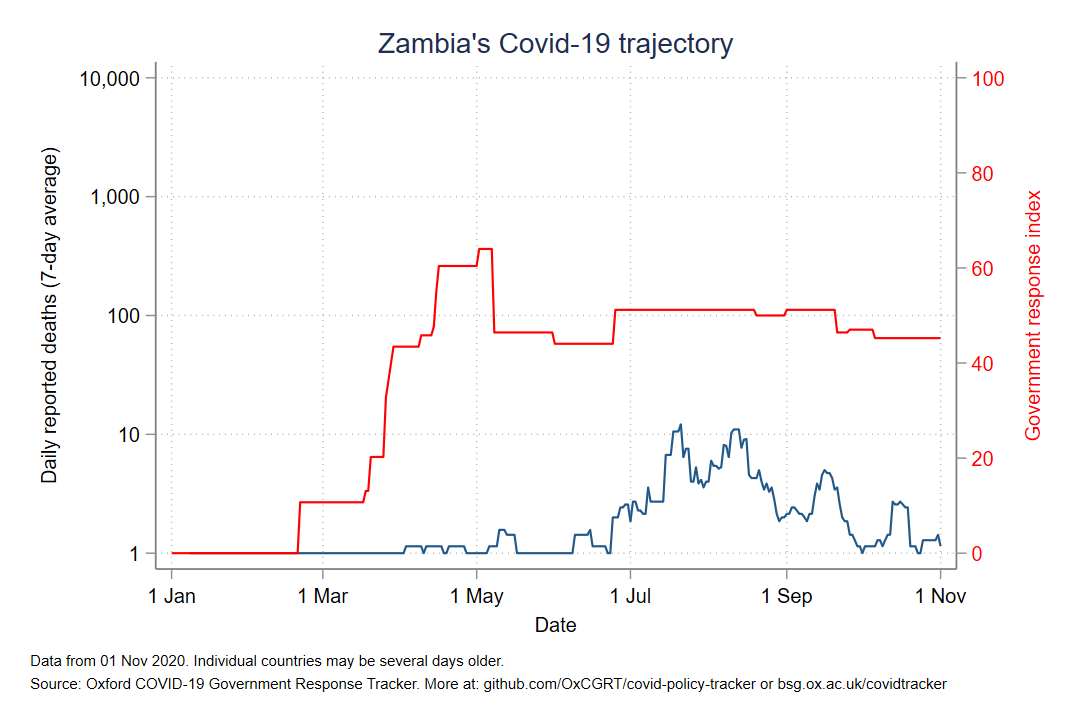 Zambia's Covid-19 trajectory
Daily reported deaths (7-day average)
10,000
1,000
100
10
1
100
80
60
40
20
0
Government response index
1 Jan 1 Mar 1 May 1 Jul 1 Sep 1 Nov
Date
Data from 01 Nov 2020. Individual countries may be several days older.
Source: Oxford COVID-19 Government Response Tracker. More at: github.com/OxCGRT/covid-policy-tracker or bsg.ox.ac.uk/covidtracker